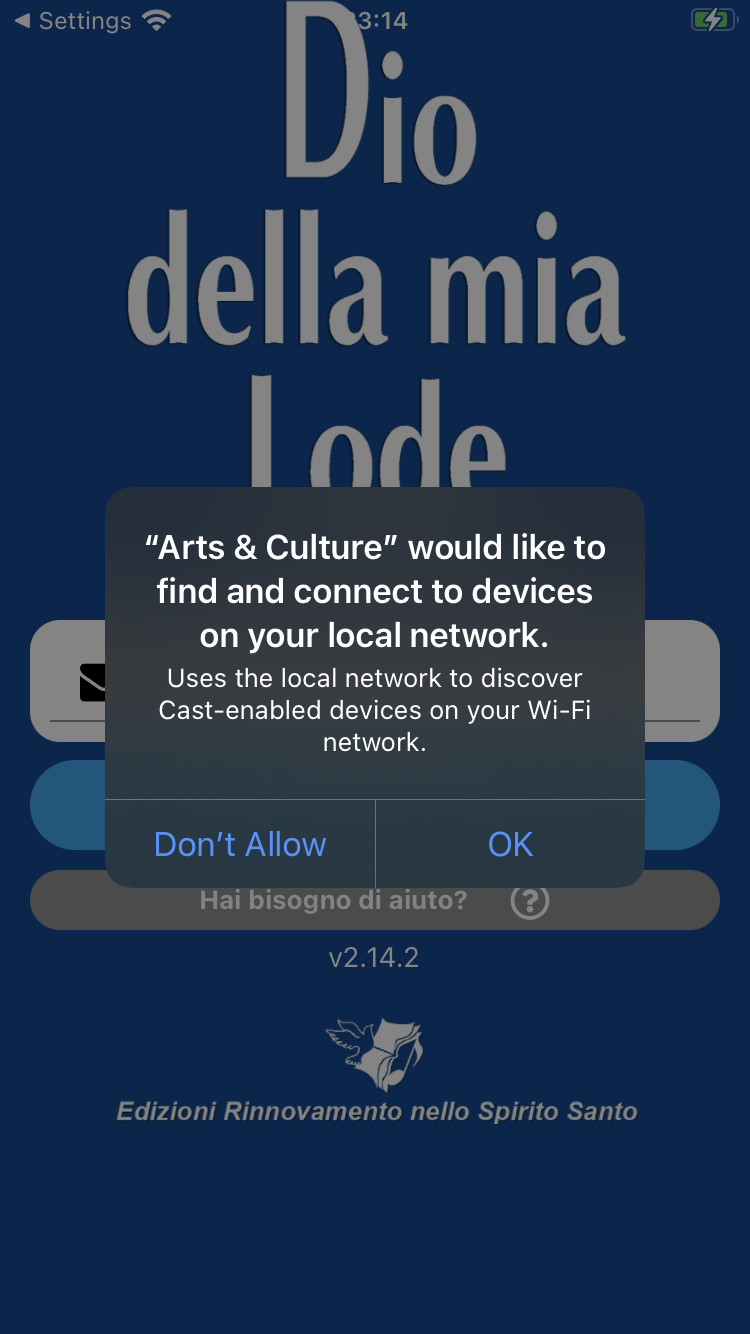 Settings
3:14
Dio
della mia
Lode
“Arts & Culture” would like to
find and connect to devices
on your local network.
Uses the local network to discover
Cast-enabled devices on your Wi-Fi
network.
Don’t Allow
OK
Hai bisogno di aiuto?
v2.14.2
Edizioni Rinnovamento nello Spirito Santo